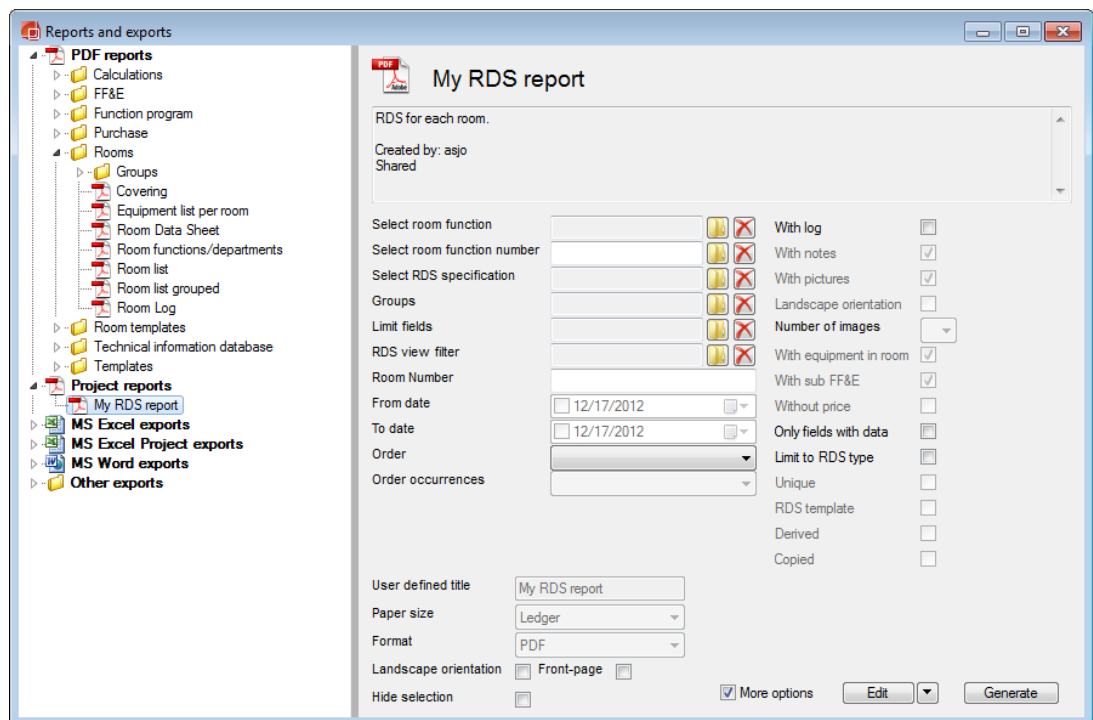 Reports and exports
PDF reports
Calculations
FF&E
Function program
Purchase
Rooms
Groups
Covering
Equipment list per room
Room Data Sheet
Room functions/departments
Room list
Room list grouped
Room Log
Room templates
Technical information database
Templates
Project reports
My RDS report
MS Excel exports
MS Excel Project exports
MS Word exports
Other exports
PDF
Adobe
My RDS report
RDS for each room.
Created by: asjo
Shared
Select room function
Select room function number
Select RDS specification
Groups
Limit fields
RDS view filter
Room Number
From date 12/17/2012
To date 12/17/2012
Order
Order occurrences
With log
With notes
With pictures
Landscape orientation
Number of images
With equipment in room
With sub FF&E
Without price
Only fields with data
Limit to RDS type
Unique
RDS template
Derived
Copied
User defined title My RDS report
Paper size Ledger
Format PDF
Landscape orientation Front-page
Hide selection
More options Edit Generate